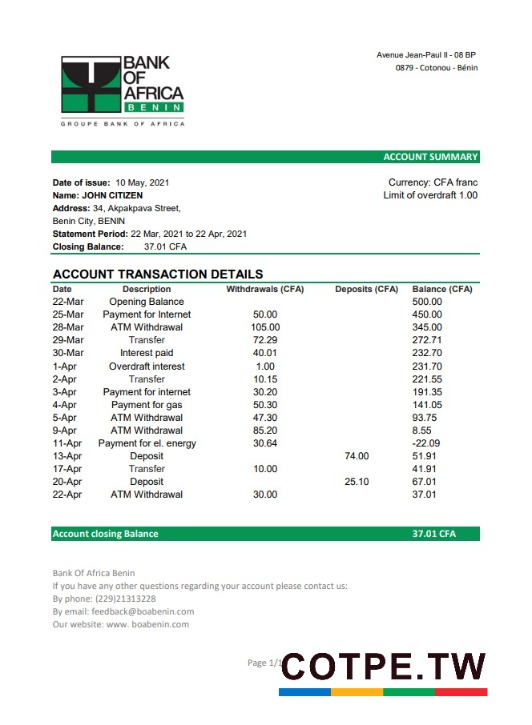 BANK
OF
AFRICA
BENIN
GROUPE BANK OF AFRICA
Avenue Jean-Paul II - 08 BP
0879 - Cotonou - Bénin
ACCOUNT SUMMARY
Date of issue: 10 May, 2021
Name: JOHN CITIZEN
Address: 34, Akpakpava Street,
Benin City, BENIN
Statement Period: 22 Mar, 2021 to 22 Apr, 2021
Closing Balance: 37.01 CFA
Currency: CFA franc
Limit of overdraft 1.00
ACCOUNT TRANSACTION DETAILS
Date Description Withdrawals (CFA) Deposits (CFA) Balance (CFA)
22-Mar Opening Balance 500.00
25-Mar Payment for Internet 50.00 450.00
28-Mar ATM Withdrawal 105.00 345.00
29-Mar Transfer 72.29 272.71
30-Mar Interest paid 40.01 232.70
1-Apr Overdraft interest 1.00 231.70
2-Apr Transfer 10.15 221.55
3-Apr Payment for internet 30.20 191.35
4-Apr Payment for gas 50.30 141.05
5-Apr ATM Withdrawal 47.30 93.75
9-Apr ATM Withdrawal 85.20 8.55
11-Apr Payment for el. energy 30.64 -22.09
13-Apr Deposit 74.00 51.91
17-Apr Transfer 10.00 41.91
20-Apr Deposit 25.10 67.01
22-Apr ATM Withdrawal 30.00 37.01
Account closing Balance 37.01 CFA
Bank Of Africa Benin
If you have any other questions regarding your account please contact us:
By phone: (229)21313228
By email: feedback@boabenin.com
Our website: www. boabenin.com
Page 1/1
COTPE.TW